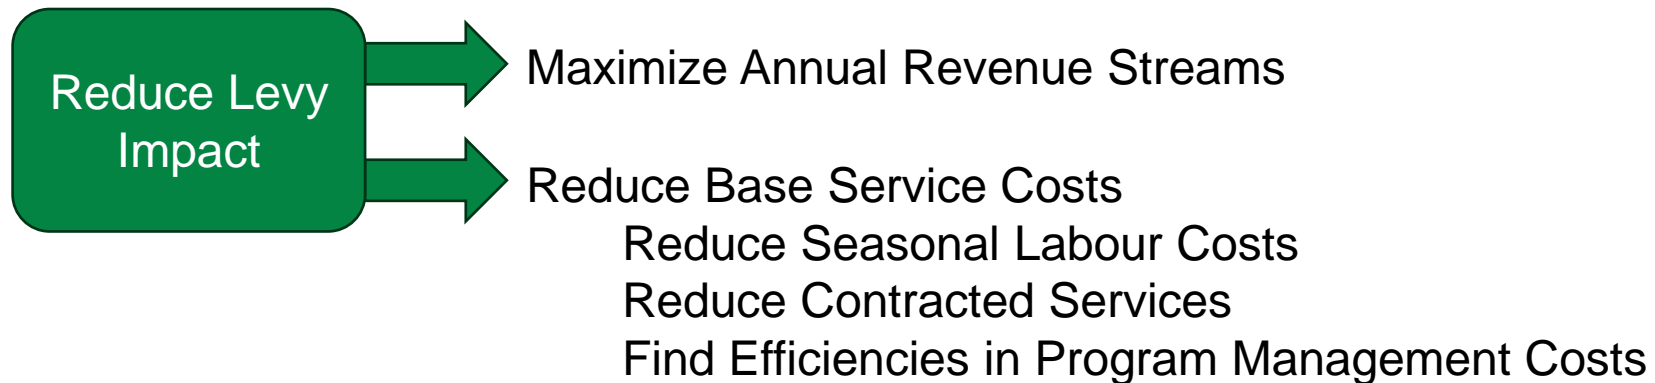 Reduce Levy
Impact
Maximize Annual Revenue Streams
Reduce Base Service Costs
Reduce Seasonal Labour Costs
Reduce Contracted Services
Find Efficiencies in Program Management Costs